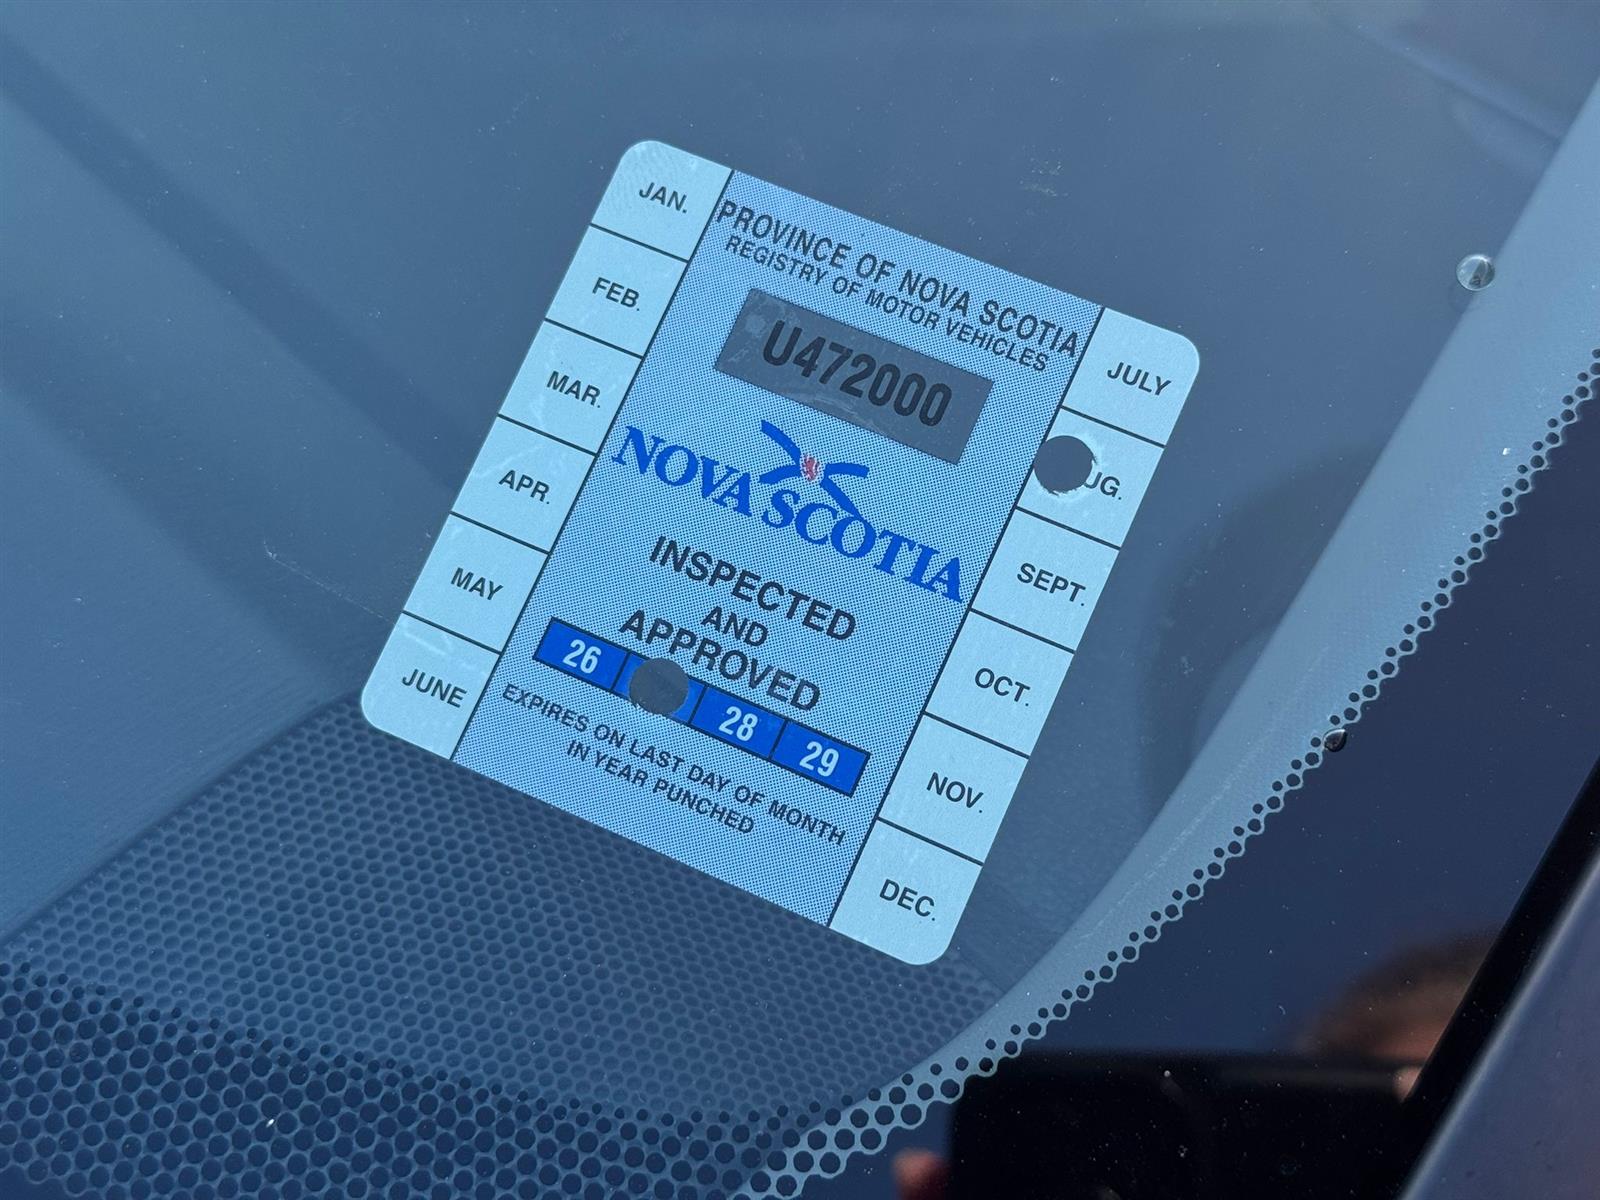 JAN.
FEB.
MAR.
APR.
MAY
JUNE
PROVINCE OF NOVA SCOTIA
REGISTRY OF MOTOR VEHICLES
U472000
NOVA SCOTIA
INSPECTED
AND
APPROVED
26 28 29
EXPIRES ON LAST DAY OF MONTH
IN YEAR PUNCHED
JULY
UG.
SEPT.
OCT.
NOV.
DEC.